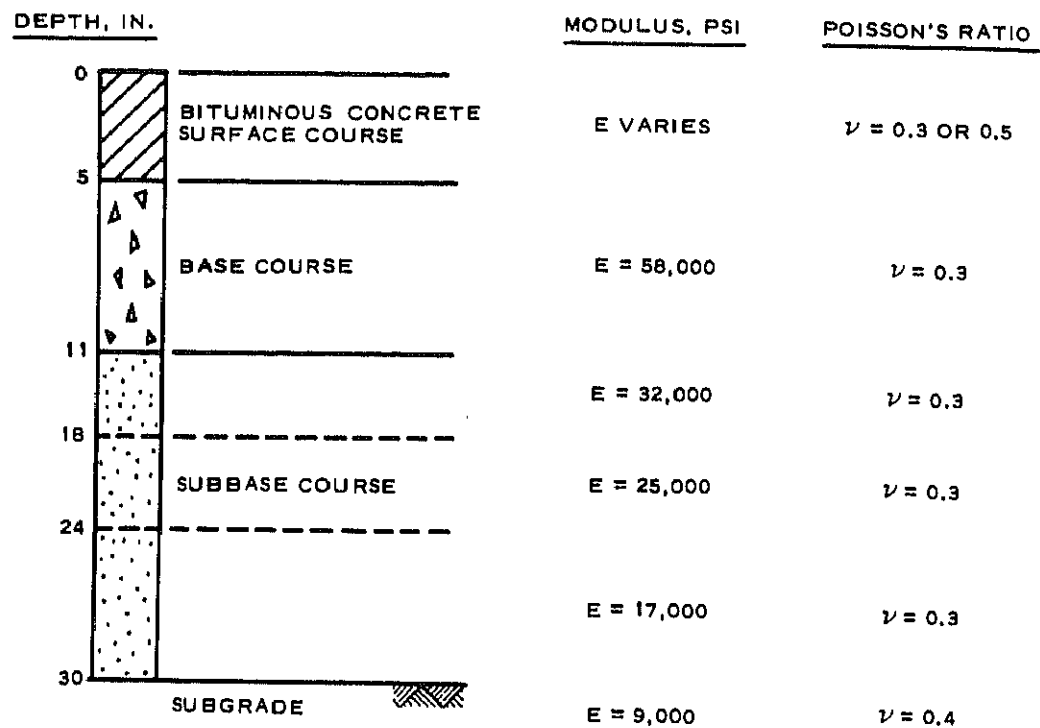 DEPTH, IN.
MODULUS, PSI
POISSON'S RATIO
0
BITUMINOUS CONCRETE
SURFACE COURSE
E VARIES
ν = 0.3 OR 0.5
5
BASE COURSE
E = 58,000
ν = 0.3
11
E = 32,000
ν = 0.3
18
SUBBASE COURSE
E = 25,000
ν = 0.3
24
E = 17,000
ν = 0.3
30
SUBGRADE
E = 9,000
ν = 0.4